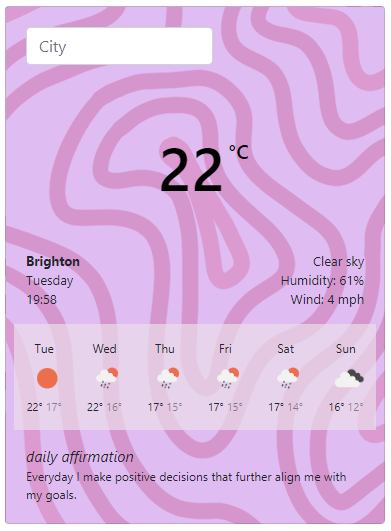 City
22 °C
Brighton
Clear sky
Tuesday
Humidity: 61%
19:58
Wind: 4 mph
Tue Wed Thu Fri Sat Sun
22° 17° 22° 16° 17° 15° 17° 15° 17° 14° 16° 12°
daily affirmation
Everyday I make positive decisions that further align me with
my goals.